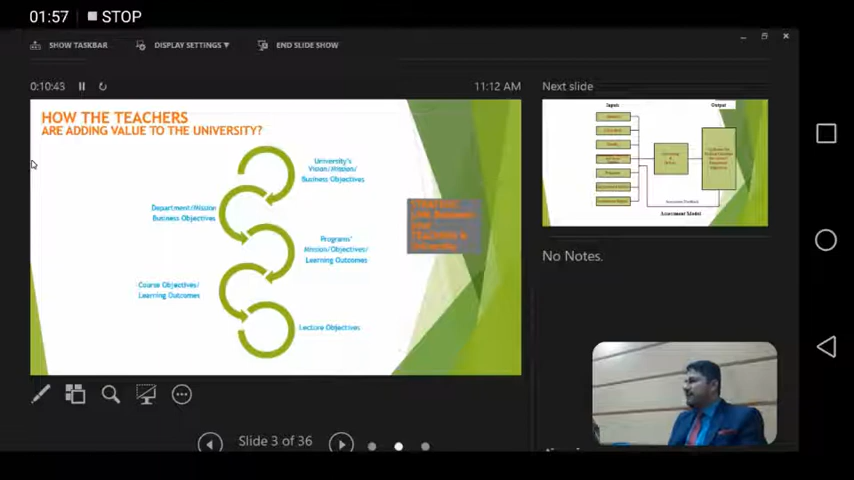 01:57 STOP
SHOW TASKBAR DISPLAY SETTINGS ▼ END SLIDE SHOW
0:10:43 11:12 AM
HOW THE TEACHERS
ARE ADDING VALUE TO THE UNIVERSITY?
University's
Vision/Mission/
Business Objectives
Department/Mission
Business Objectives
Programs'
Mission/Objectives/
Learning Outcomes
Course Objectives/
Learning Outcomes
Lecture Objectives
Next slide
Inputs Output
Assessment Feedback
Assessment Model
No Notes.
Slide 3 of 36